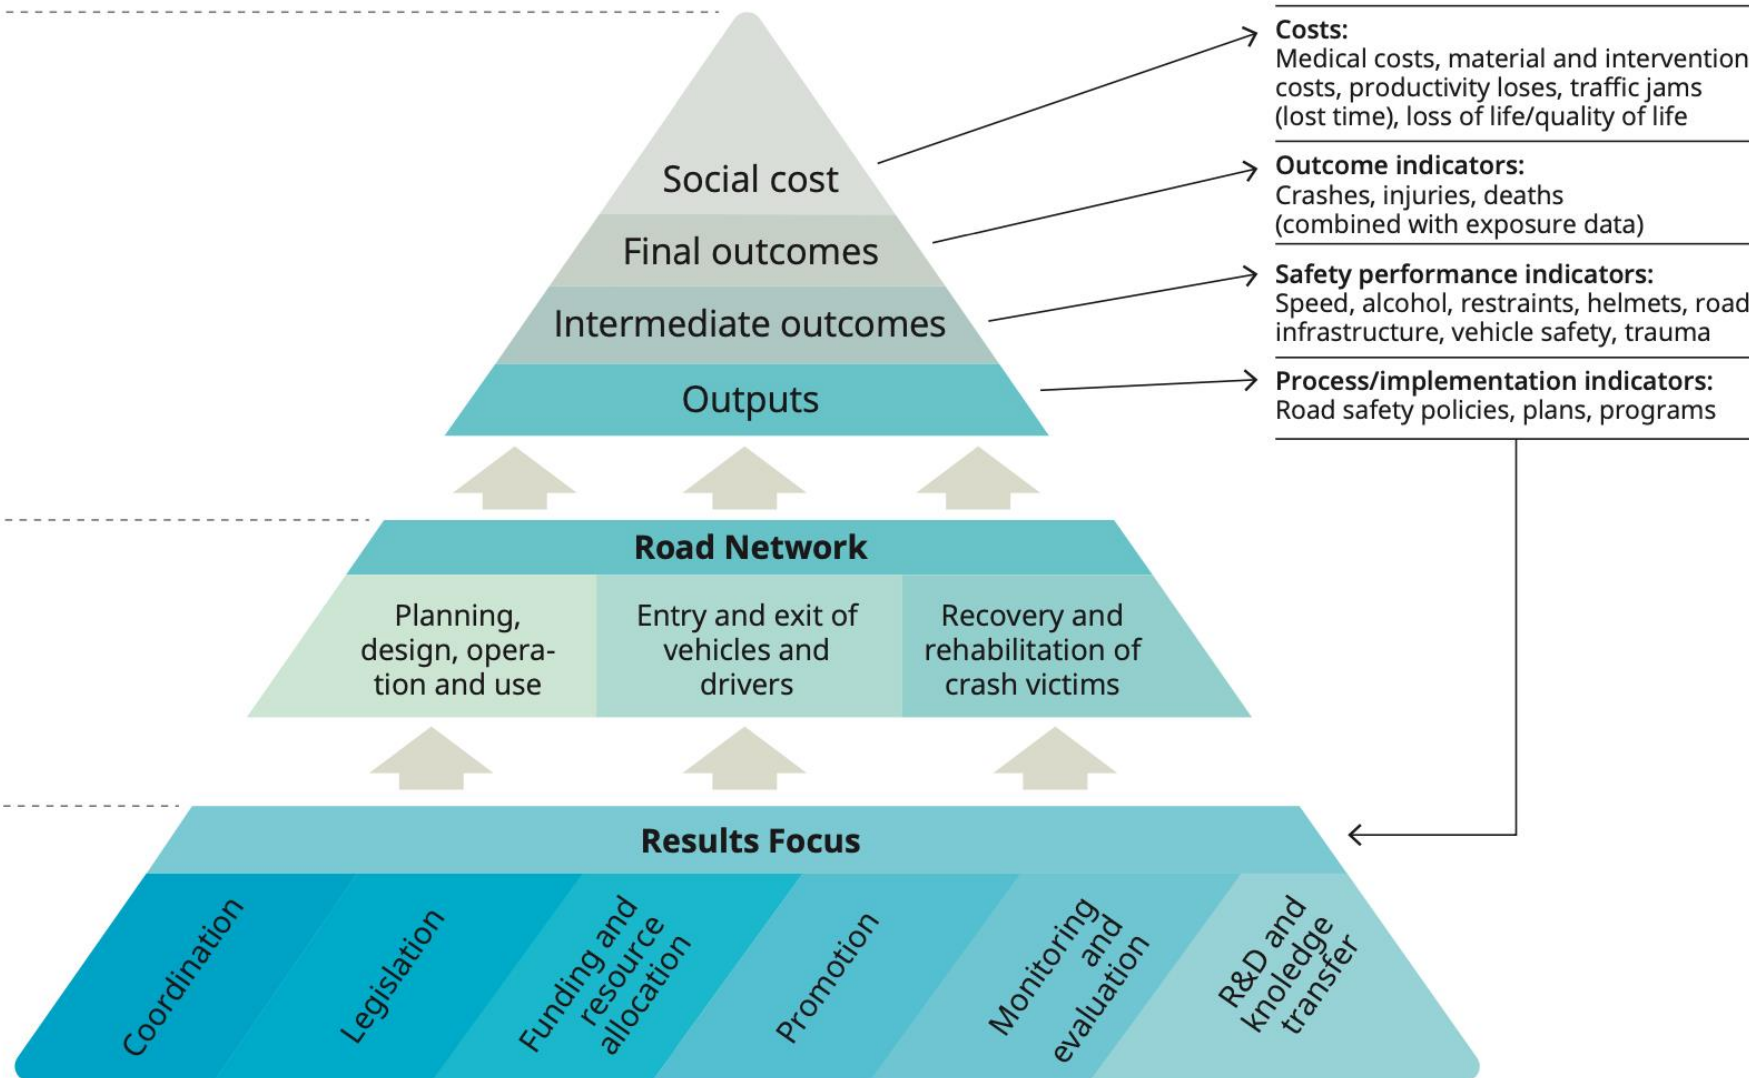 Costs:
Medical costs, material and intervention
costs, productivity loses, traffic jams
(lost time), loss of life/quality of life
Social cost
Outcome indicators:
Crashes, injuries, deaths
(combined with exposure data)
Final outcomes
Safety performance indicators:
Speed, alcohol, restraints, helmets, road
infrastructure, vehicle safety, trauma
Intermediate outcomes
Process/implementation indicators:
Road safety policies, plans, programs
Outputs
Road Network
Planning,
design, opera-
tion and use
Entry and exit of
vehicles and
drivers
Recovery and
rehabilitation of
crash victims
Results Focus
Coordination
Legislation
Funding and
resource
allocation
Promotion
Monitoring
and
evaluation
R&D and
knoledge
transfer